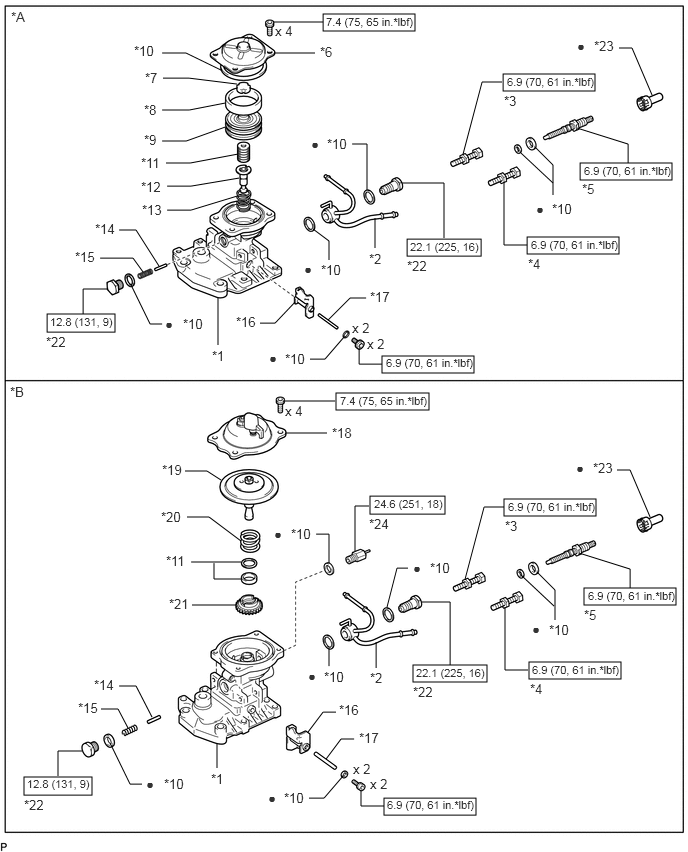 *A
7.4 (75, 65 in.*lbf)
x 4
*10
*6
*23
*7
6.9 (70, 61 in.*lbf)
*3
*8
*9
*10
*11
6.9 (70, 61 in.*lbf)
*5
*12
*10
*13
*14
22.1 (225, 16)
*22
6.9 (70, 61 in.*lbf)
*4
*15
*2
*10
*17
12.8 (131, 9)
*22
*10
*16
x 2
x 2
*1
*10
6.9 (70, 61 in.*lbf)
*B
7.4 (75, 65 in.*lbf)
x 4
*18
*19
*23
24.6 (251, 18)
*24
6.9 (70, 61 in.*lbf)
*3
*20
*10
*11
*10
6.9 (70, 61 in.*lbf)
*5
*21
*10
*10
*2
22.1 (225, 16)
*22
6.9 (70, 61 in.*lbf)
*4
*14
*15
*16
*17
*1
12.8 (131, 9)
*22
*10
x 2
x 2
*10
6.9 (70, 61 in.*lbf)
P